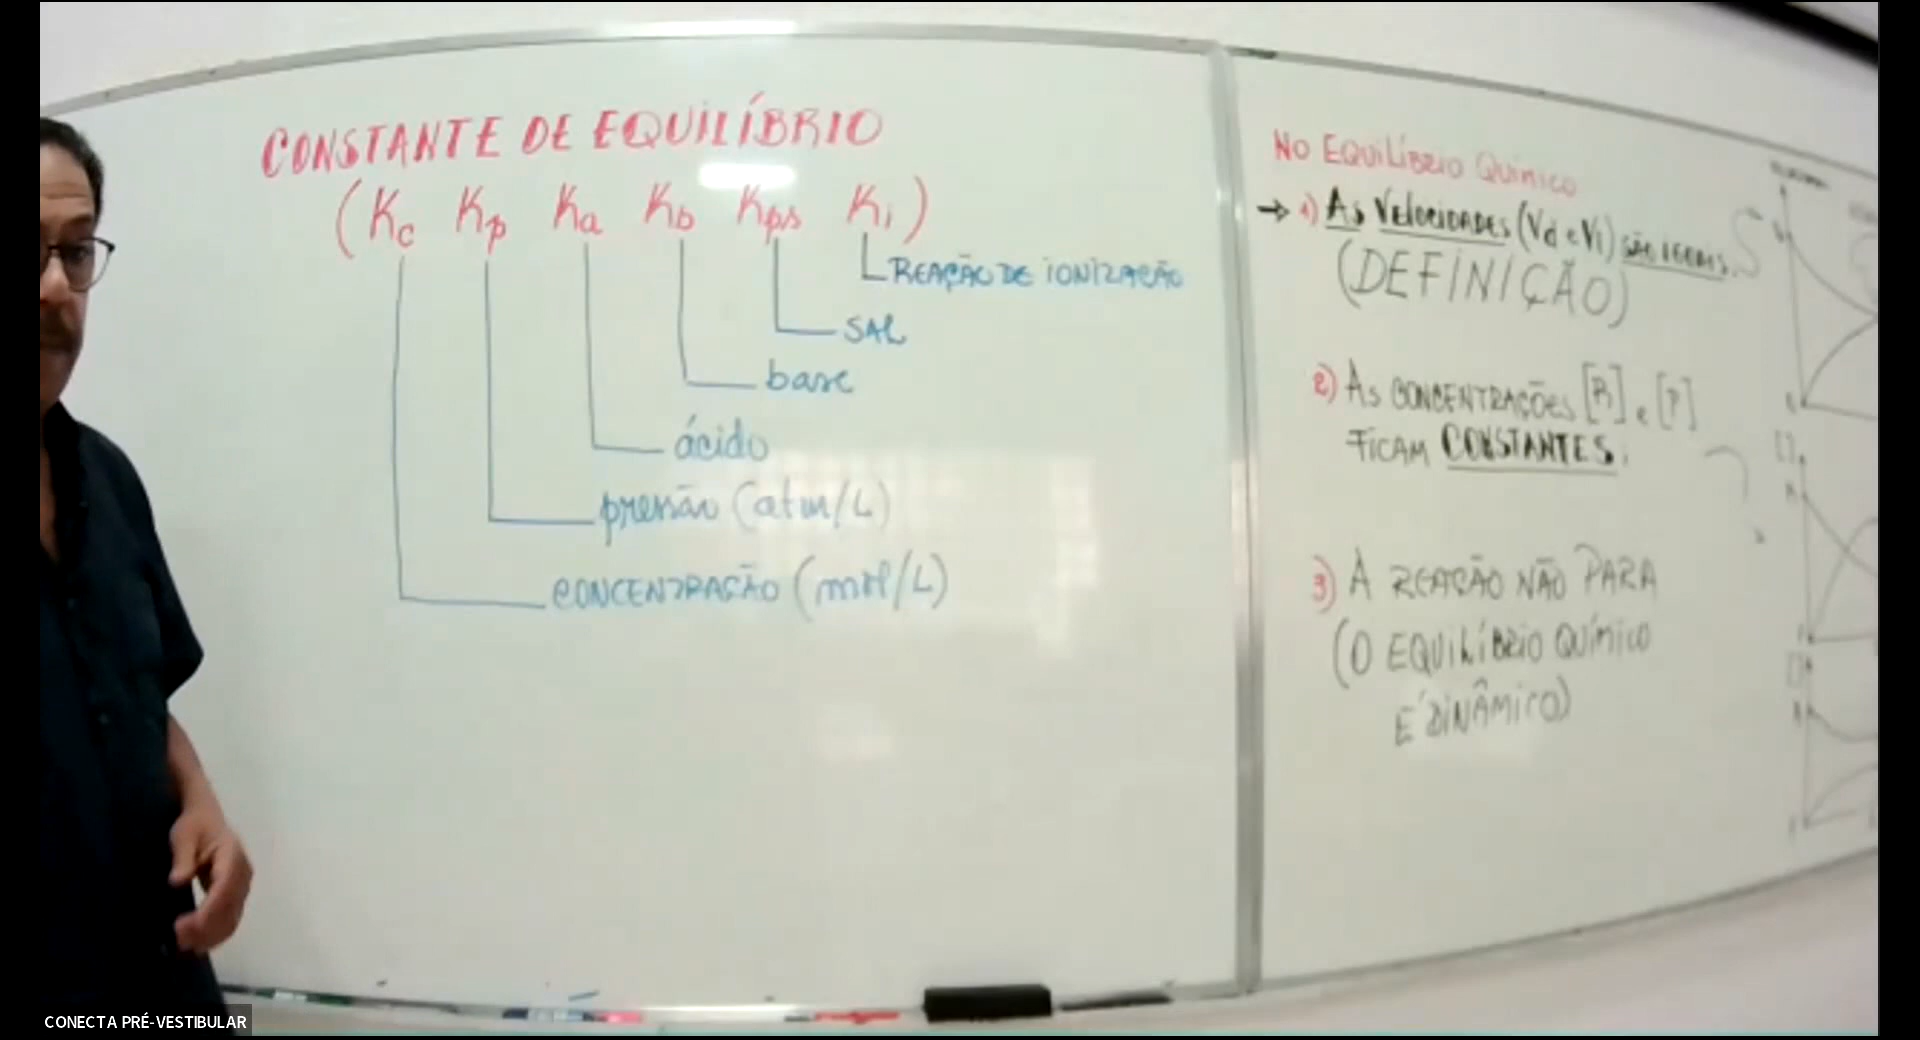 CONSTANTE DE EQUILÍBRIO
(Kc Kp Ka Kb Kps Ki)
REAÇÃO DE IONIZAÇÃO
SAL
base
ácido
pressão (atm/L)
CONCENTRAÇÃO (mol/L)
NO EQUILÍBRIO QUÍMICO
→ 1) AS VELOCIDADES (Vd e Vi) SÃO IGUAIS.
(DEFINIÇÃO)
2) AS CONCENTRAÇÕES [R] e [P]
FICAM CONSTANTES.
3) A REAÇÃO NÃO PARA
(O EQUILÍBRIO QUÍMICO
É DINÂMICO)
CONECTA PRÉ-VESTIBULAR